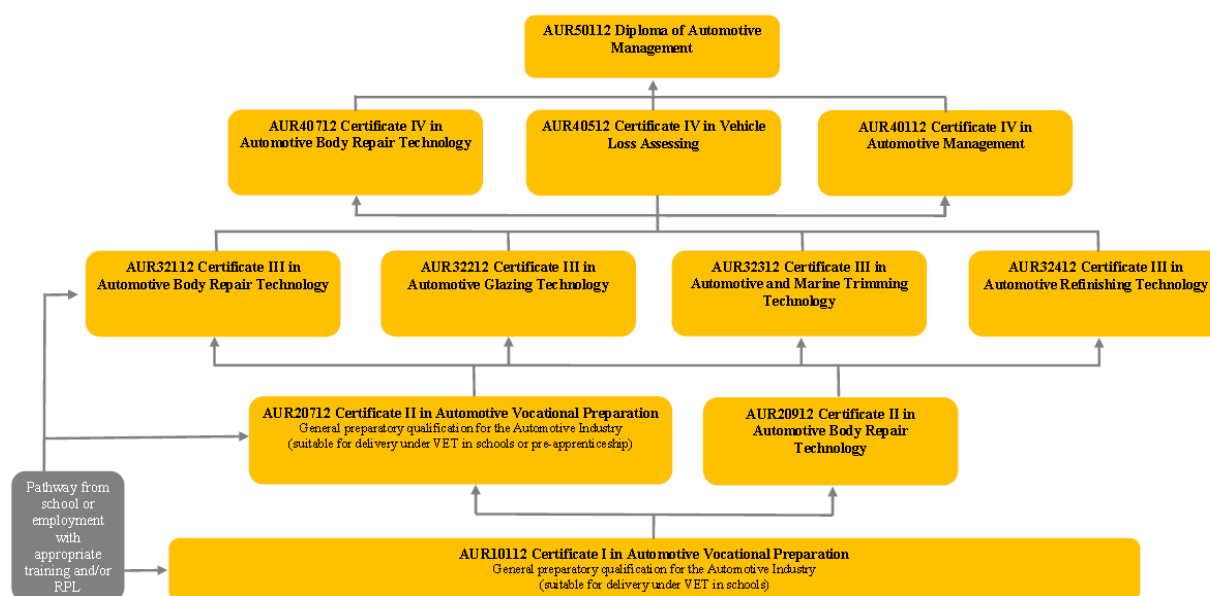 AUR50112 Diploma of Automotive
Management
AUR40712 Certificate IV in
Automotive Body Repair Technology
AUR40512 Certificate IV in Vehicle
Loss Assessing
AUR40112 Certificate IV in
Automotive Management
AUR32112 Certificate III in
Automotive Body Repair Technology
AUR32212 Certificate III in
Automotive Glazing Technology
AUR32312 Certificate III in
Automotive and Marine Trimming
Technology
AUR32412 Certificate III in
Automotive Refinishing Technology
AUR20712 Certificate II in Automotive Vocational Preparation
General preparatory qualification for the Automotive Industry
(suitable for delivery under VET in schools or pre-apprenticeship)
AUR20912 Certificate II in
Automotive Body Repair
Technology
Pathway from
school or
employment
with
appropriate
training and/or
RPL
AUR10112 Certificate I in Automotive Vocational Preparation
General preparatory qualification for the Automotive Industry
(suitable for delivery under VET in schools)